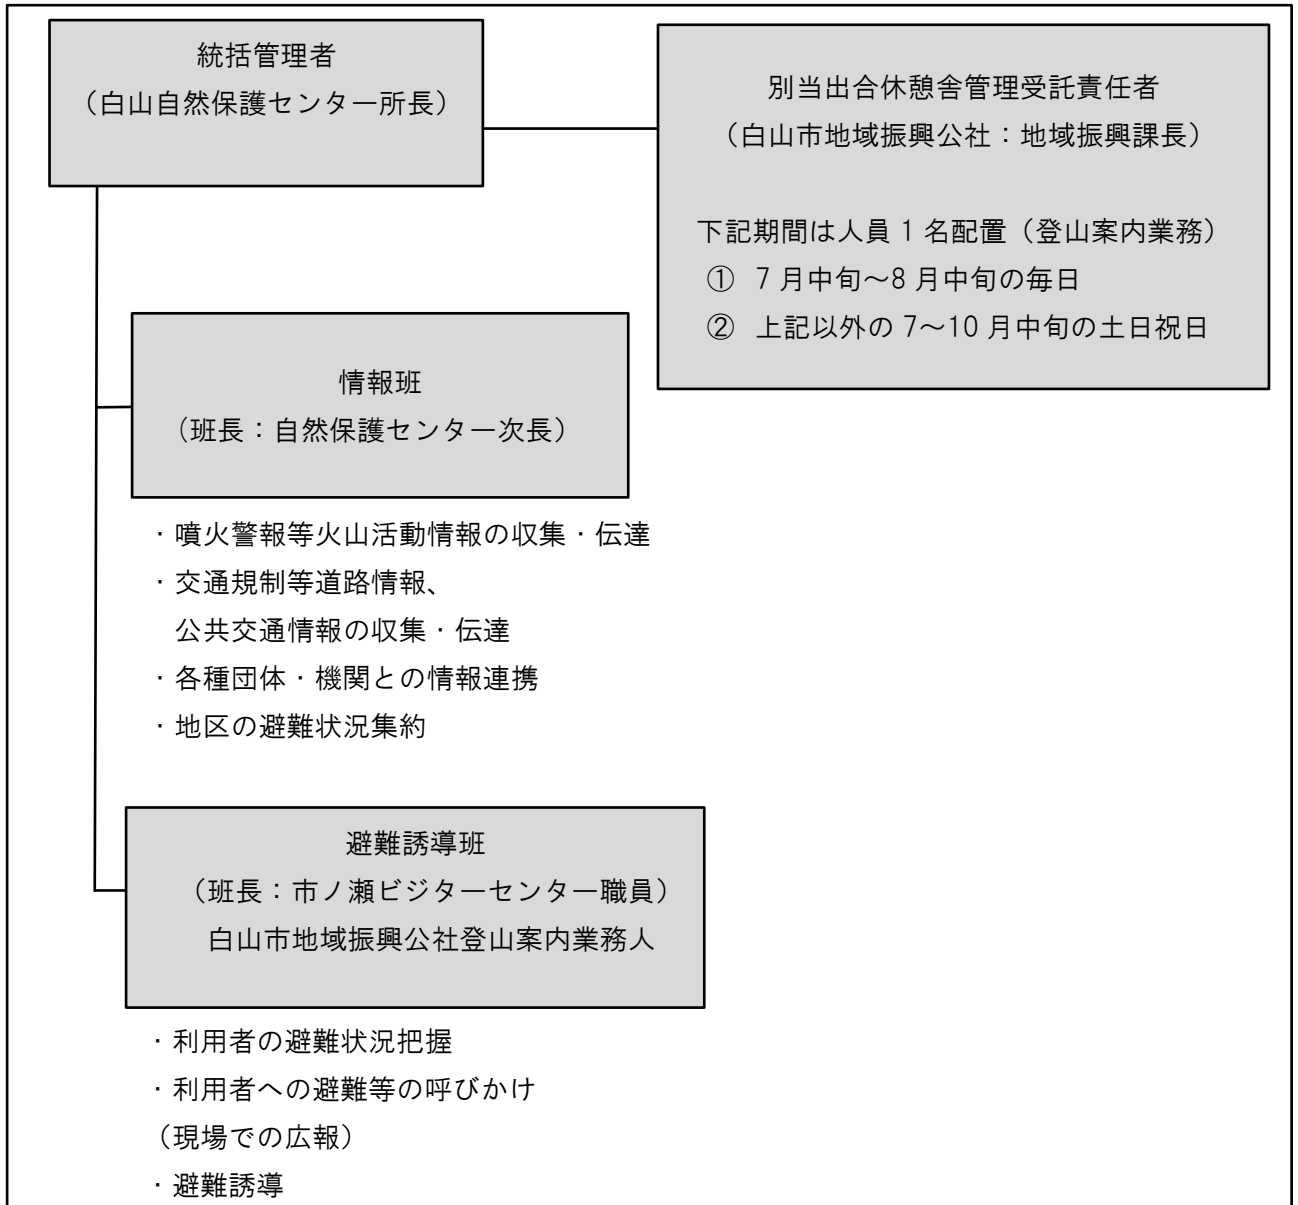 統括管理者
（白山自然保護センター所長）
別当出合休憩舎管理受託責任者
（白山市地域振興公社：地域振興課長）
下記期間は人員 1 名配置（登山案内業務）
① 7 月中旬～8 月中旬の毎日
② 上記以外の 7～10 月中旬の土日祝日
情報班
（班長：自然保護センター次長）
・噴火警報等火山活動情報の収集・伝達
・交通規制等道路情報、
公共交通情報の収集・伝達
・各種団体・機関との情報連携
・地区の避難状況集約
避難誘導班
（班長：市ノ瀬ビジターセンター職員）
白山市地域振興公社登山案内業務人
・利用者の避難状況把握
・利用者への避難等の呼びかけ
（現場での広報）
・避難誘導